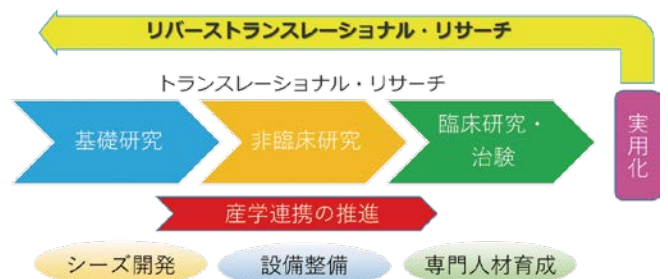 リバーストランスレーショナル・リサーチ
トランスレーショナル・リサーチ
基礎研究
非臨床研究
臨床研究・
治験
実用化
産学連携の推進
シーズ開発
設備整備
専門人材育成